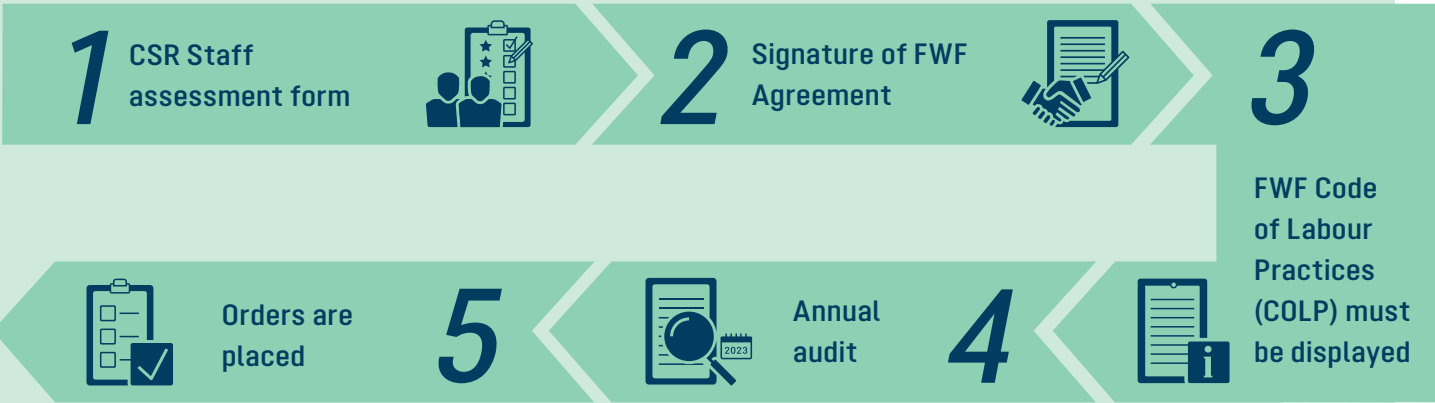 1
CSR Staff
assessment form
2
Signature of FWF
Agreement
3
FWF Code
of Labour
Practices
(COLP) must
be displayed
4
Annual
audit
2023
5
Orders are
placed